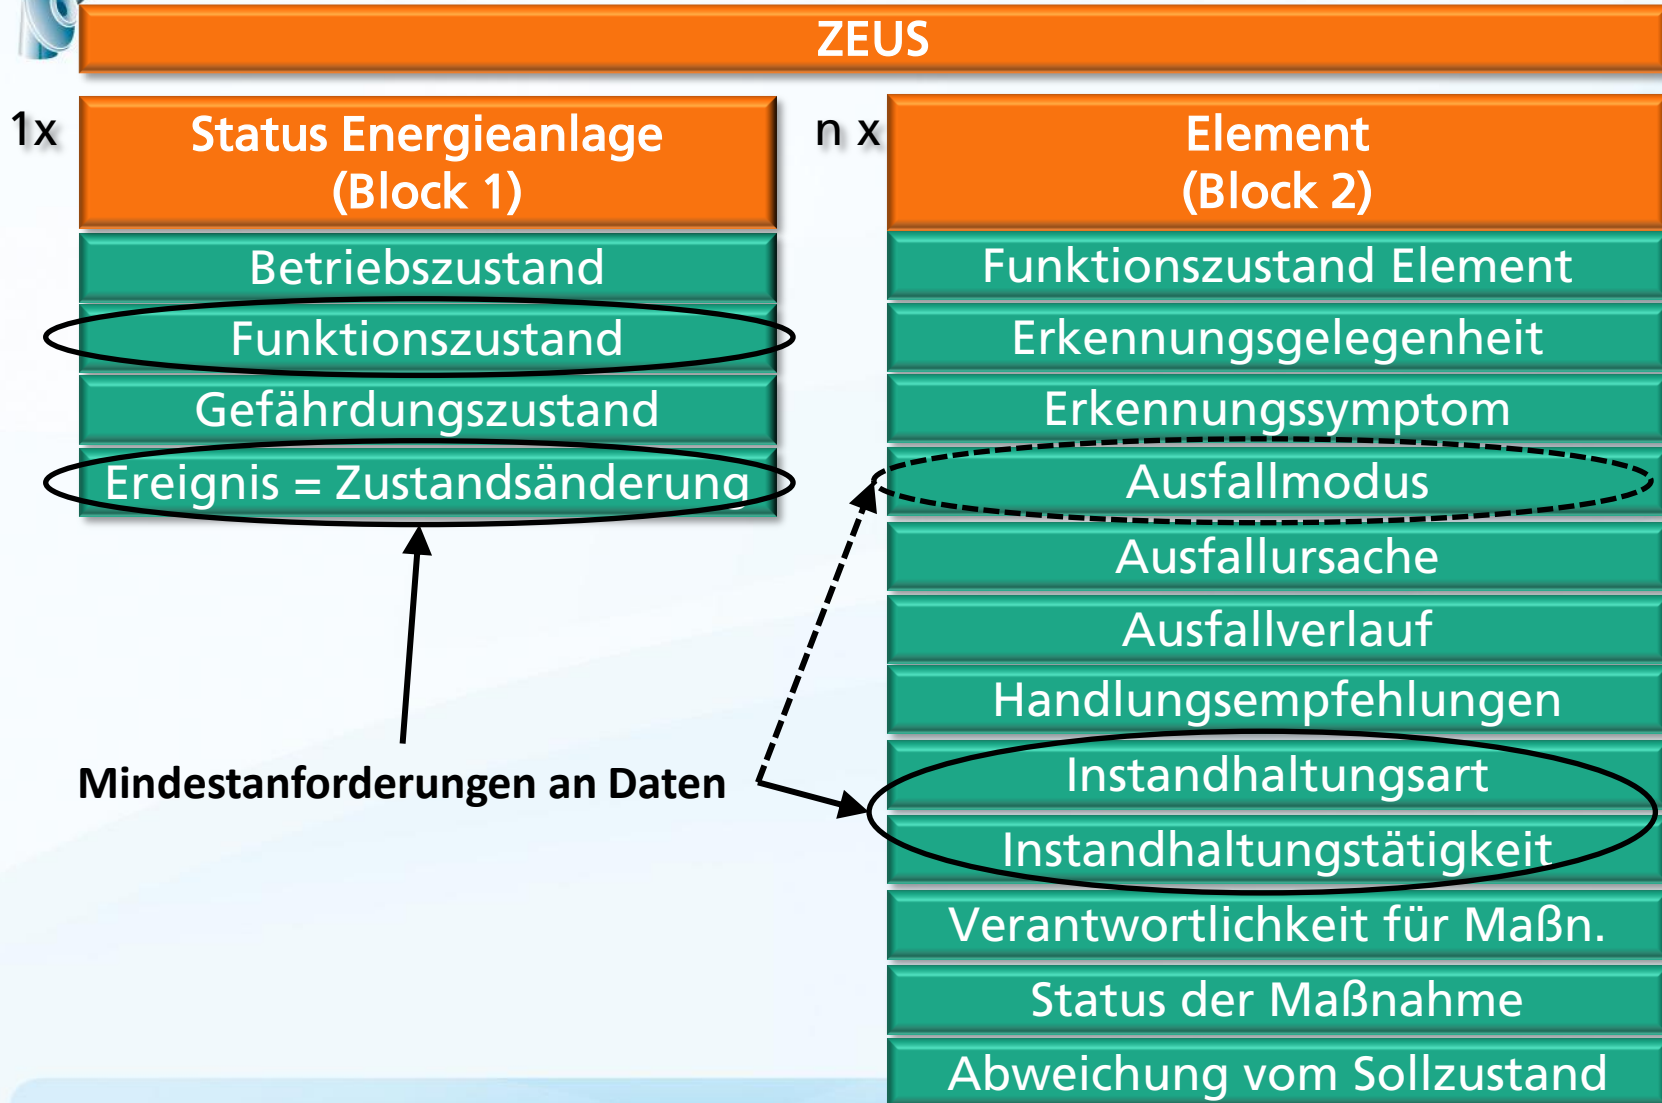 ZEUS
1x
Status Energieanlage
(Block 1)
Betriebszustand
Funktionszustand
Gefährdungszustand
Ereignis = Zustandsänderung
n x
Element
(Block 2)
Funktionszustand Element
Erkennungsgelegenheit
Erkennungssymptom
Ausfallmodus
Ausfallursache
Ausfallverlauf
Handlungsempfehlungen
Instandhaltungsart
Instandhaltungstätigkeit
Verantwortlichkeit für Maßn.
Status der Maßnahme
Abweichung vom Sollzustand
Mindestanforderungen an Daten